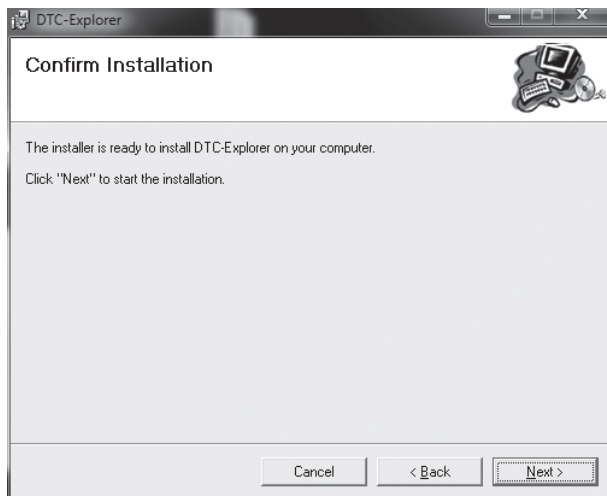 DTC-Explorer
Confirm Installation
The installer is ready to install DTC-Explorer on your computer.
Click "Next" to start the installation.
Cancel
< Back
Next >